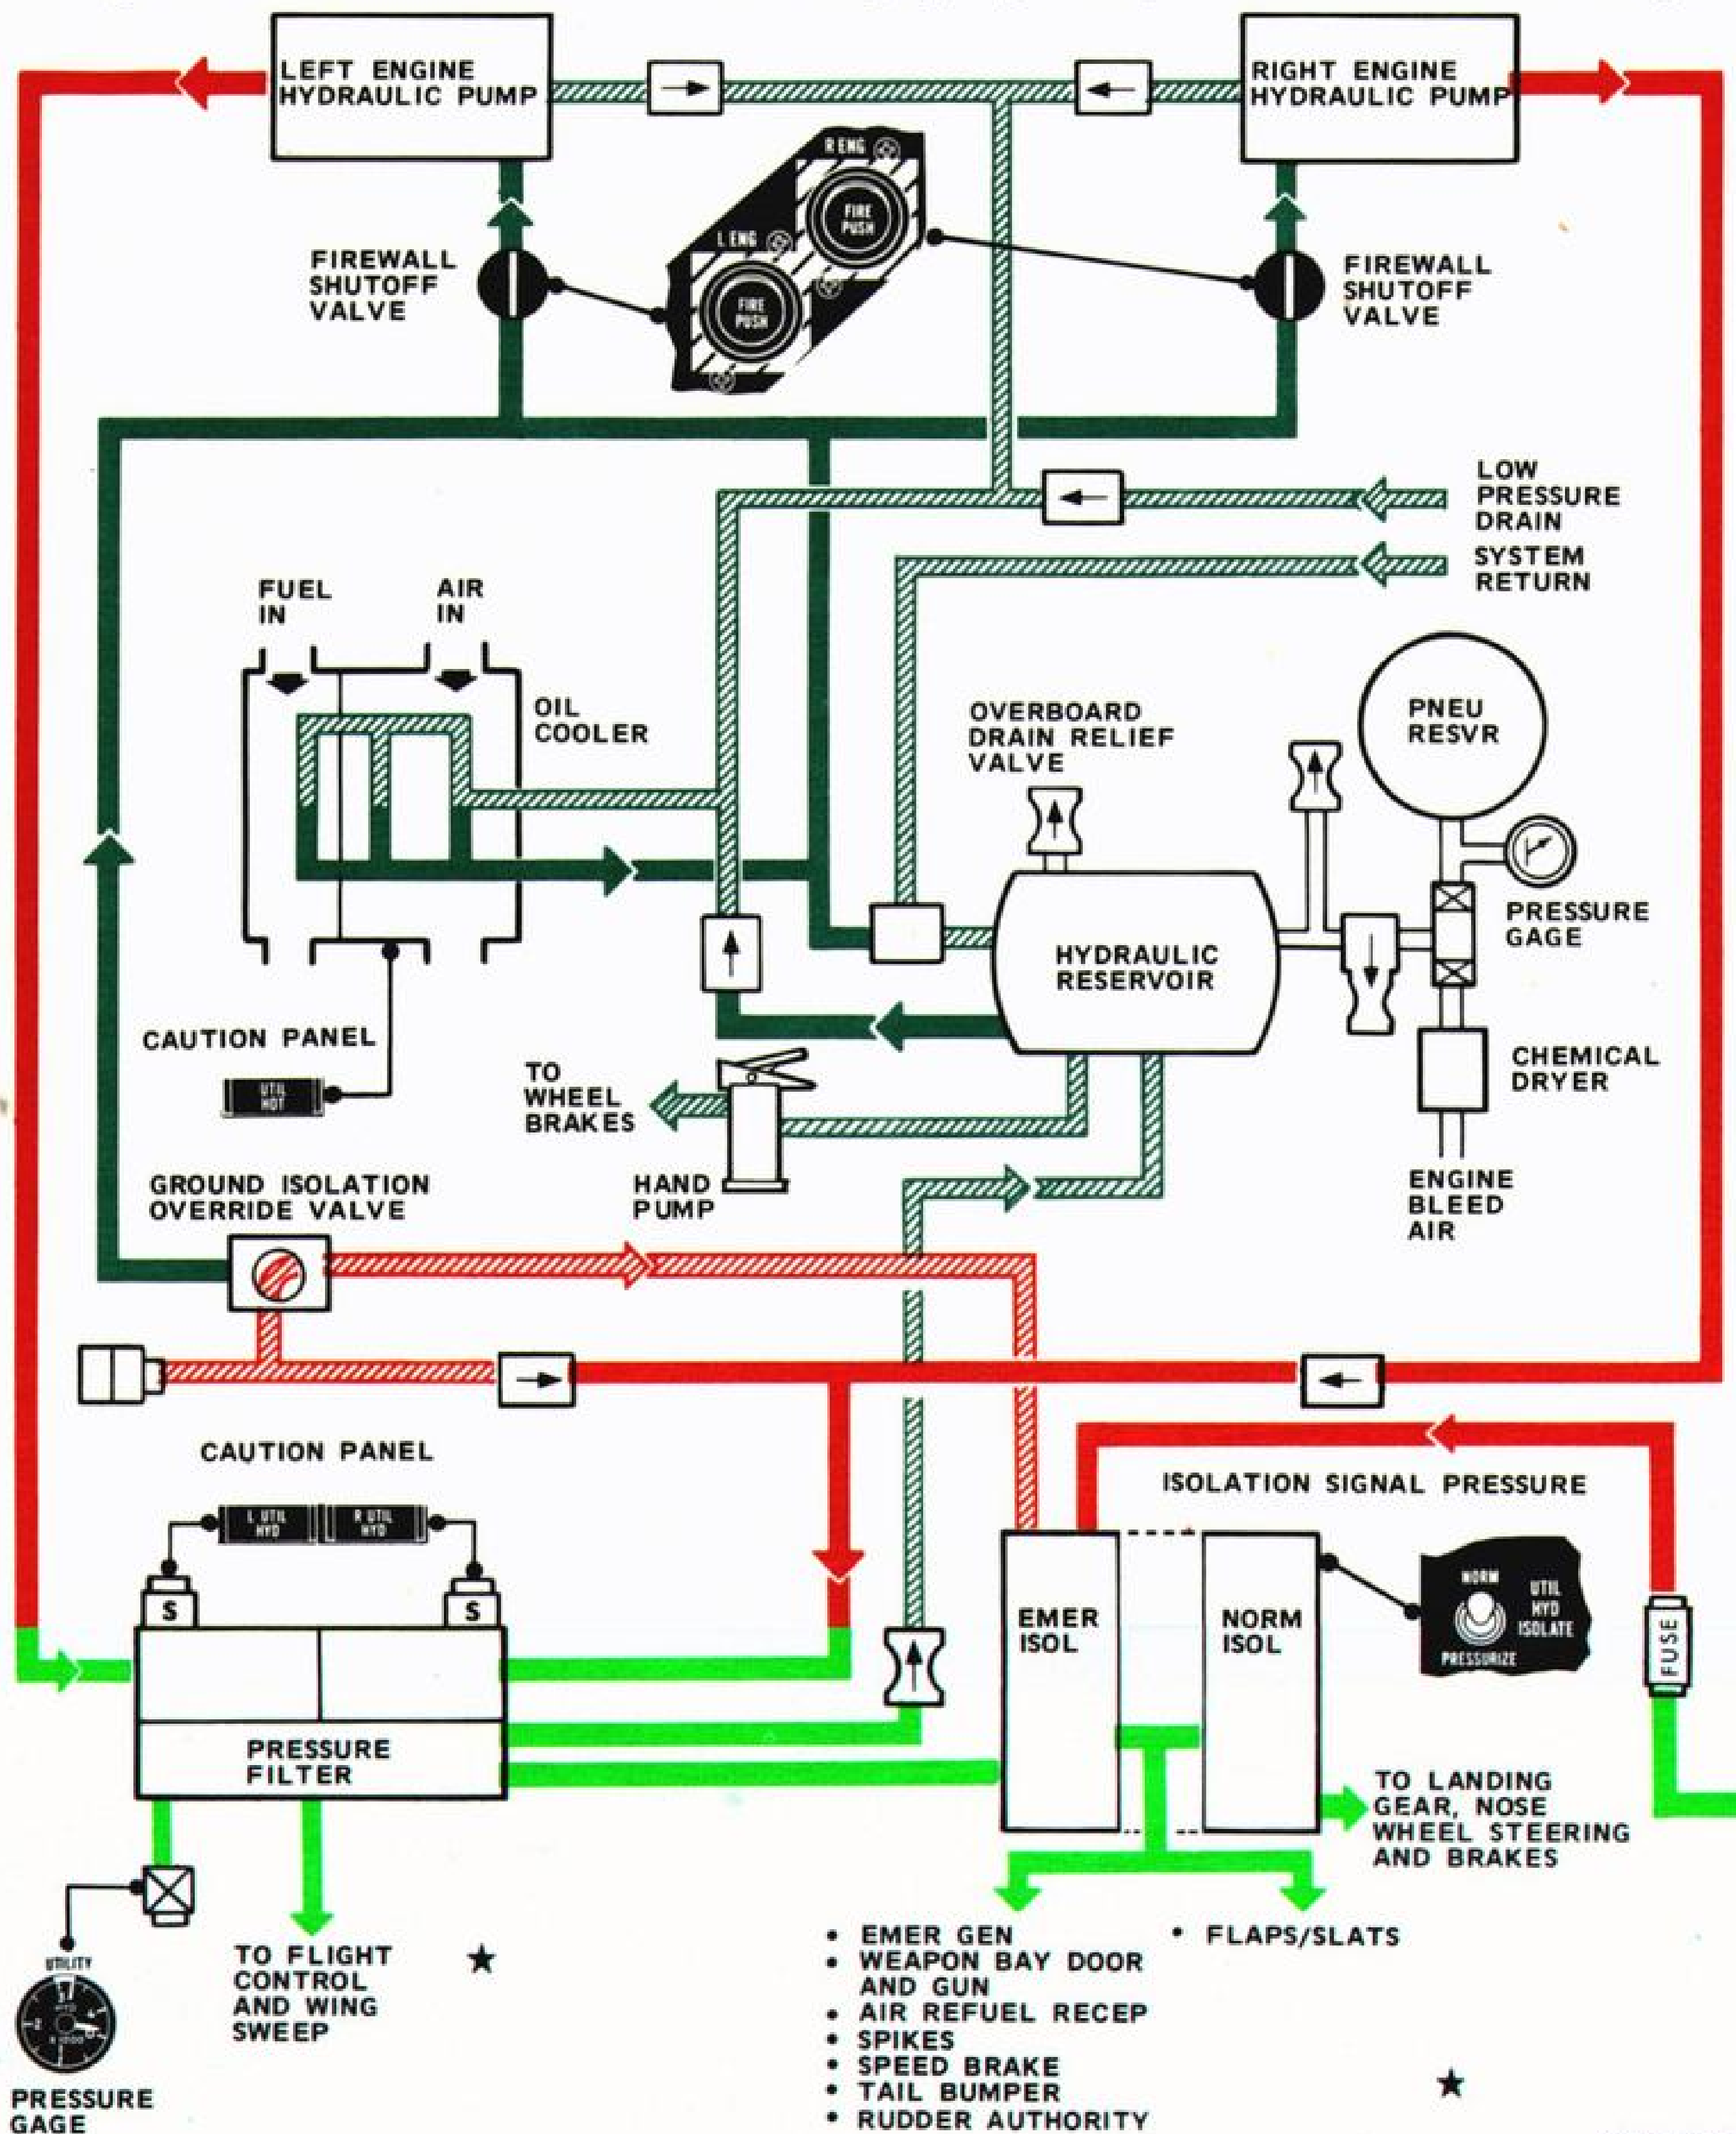 LEFT ENGINE
HYDRAULIC PUMP
RIGHT ENGINE
HYDRAULIC PUMP
R ENG
FIRE
PUSH
L ENG
FIRE
PUSH
FIREWALL
SHUTOFF
VALVE
FIREWALL
SHUTOFF
VALVE
LOW
PRESSURE
DRAIN
SYSTEM
RETURN
FUEL
IN
AIR
IN
OIL
COOLER
OVERBOARD
DRAIN RELIEF
VALVE
PNEU
RESVR
PRESSURE
GAGE
HYDRAULIC
RESERVOIR
CAUTION PANEL
UTIL
HOT
TO
WHEEL
BRAKES
CHEMICAL
DRYER
HAND
PUMP
ENGINE
BLEED
AIR
GROUND ISOLATION
OVERRIDE VALVE
CAUTION PANEL
L UTIL
HYD
R UTIL
HYD
S
S
ISOLATION SIGNAL PRESSURE
EMER
ISOL
NORM
ISOL
NORM
UTIL
HYD
ISOLATE
PRESSURIZE
FUSE
PRESSURE
FILTER
TO LANDING
GEAR, NOSE
WHEEL STEERING
AND BRAKES
UTILITY
HYD
X 1000
PRESSURE
GAGE
TO FLIGHT
CONTROL
AND WING
SWEEP
• EMER GEN
• WEAPON BAY DOOR
AND GUN
• AIR REFUEL RECEP
• SPIKES
• SPEED BRAKE
• TAIL BUMPER
• RUDDER AUTHORITY
• FLAPS/SLATS